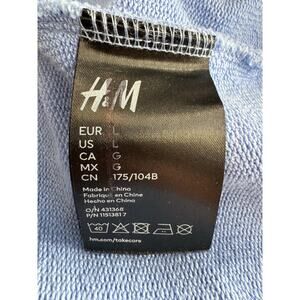 H&M
EUR L
US L
CA G
MX G
CN 175/104B
Made in China
Fabriqué en Chine
Hecho en China
O/N 431368
P/N 1151381 7
40
hm.com/takecare